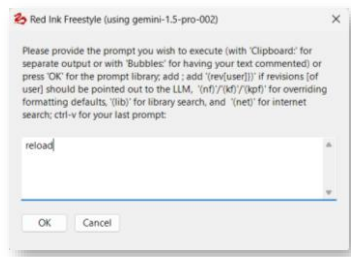 Red Ink Freestyle (using gemini-1.5-pro-002)
Please provide the prompt you wish to execute (with 'Clipboard:' for
separate output or with 'Bubbles:' for having your text commented) or
press 'OK' for the prompt library; add ; add '(rev[user]))' if revisions [of
user] should be pointed out to the LLM, '(nf)'/'(kf)'/'(kpf)' for overriding
formatting defaults, '(lib)' for library search, and '(net)' for internet
search; ctrl-v for your last prompt:
reload
OK Cancel